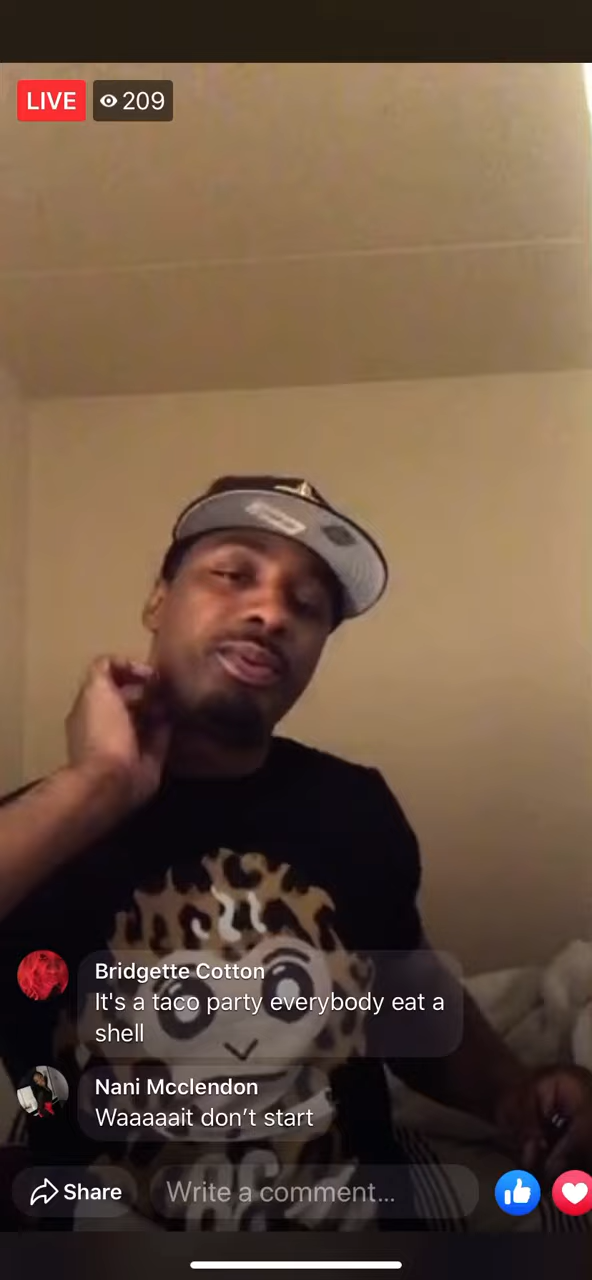 LIVE 209
Bridgette Cotton
It's a taco party everybody eat a
shell
Nani Mcclendon
Waaaaait don’t start
Share Write a comment...